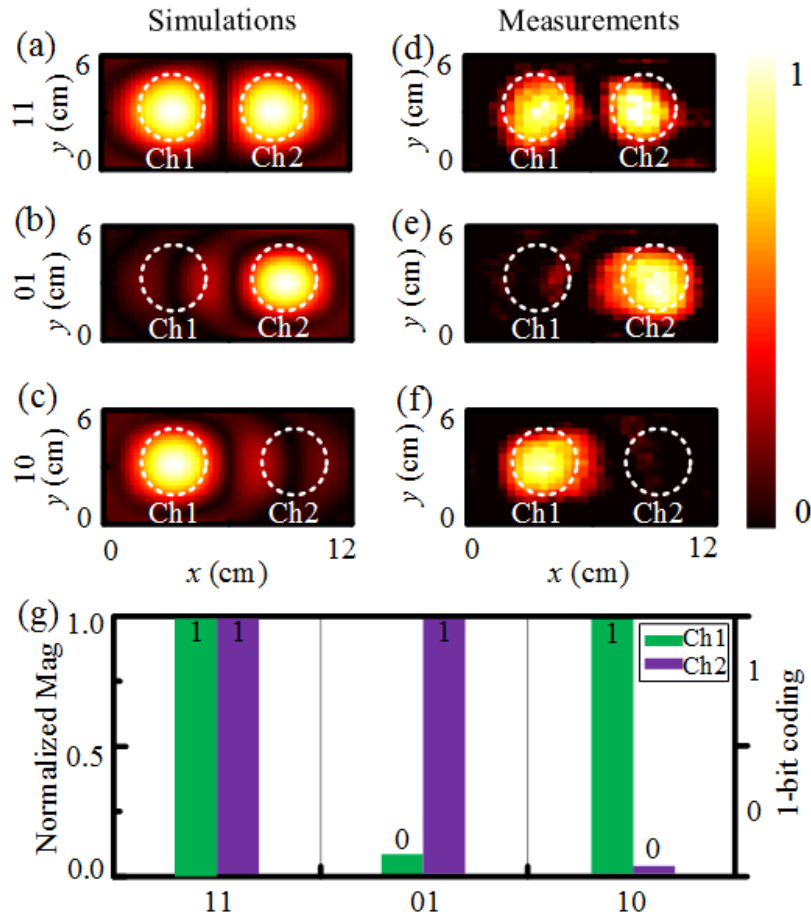 Simulations Measurements
(a) 6 11 y (cm) 0 Ch1 Ch2
(d) 6 y (cm) 0 Ch1 Ch2
1
(b) 6 01 y (cm) 0 Ch1 Ch2
(e) 6 y (cm) 0 Ch1 Ch2
(c) 6 10 y (cm) 0 Ch1 Ch2
(f) 6 y (cm) 0 Ch1 Ch2
0
0 12 0 12
x (cm) x (cm)
(g)
1.0 1 1 1 1 Ch1
Ch2
Normalized Mag
0.5
1-bit coding
1
0
0 0
0.0
11 01 10